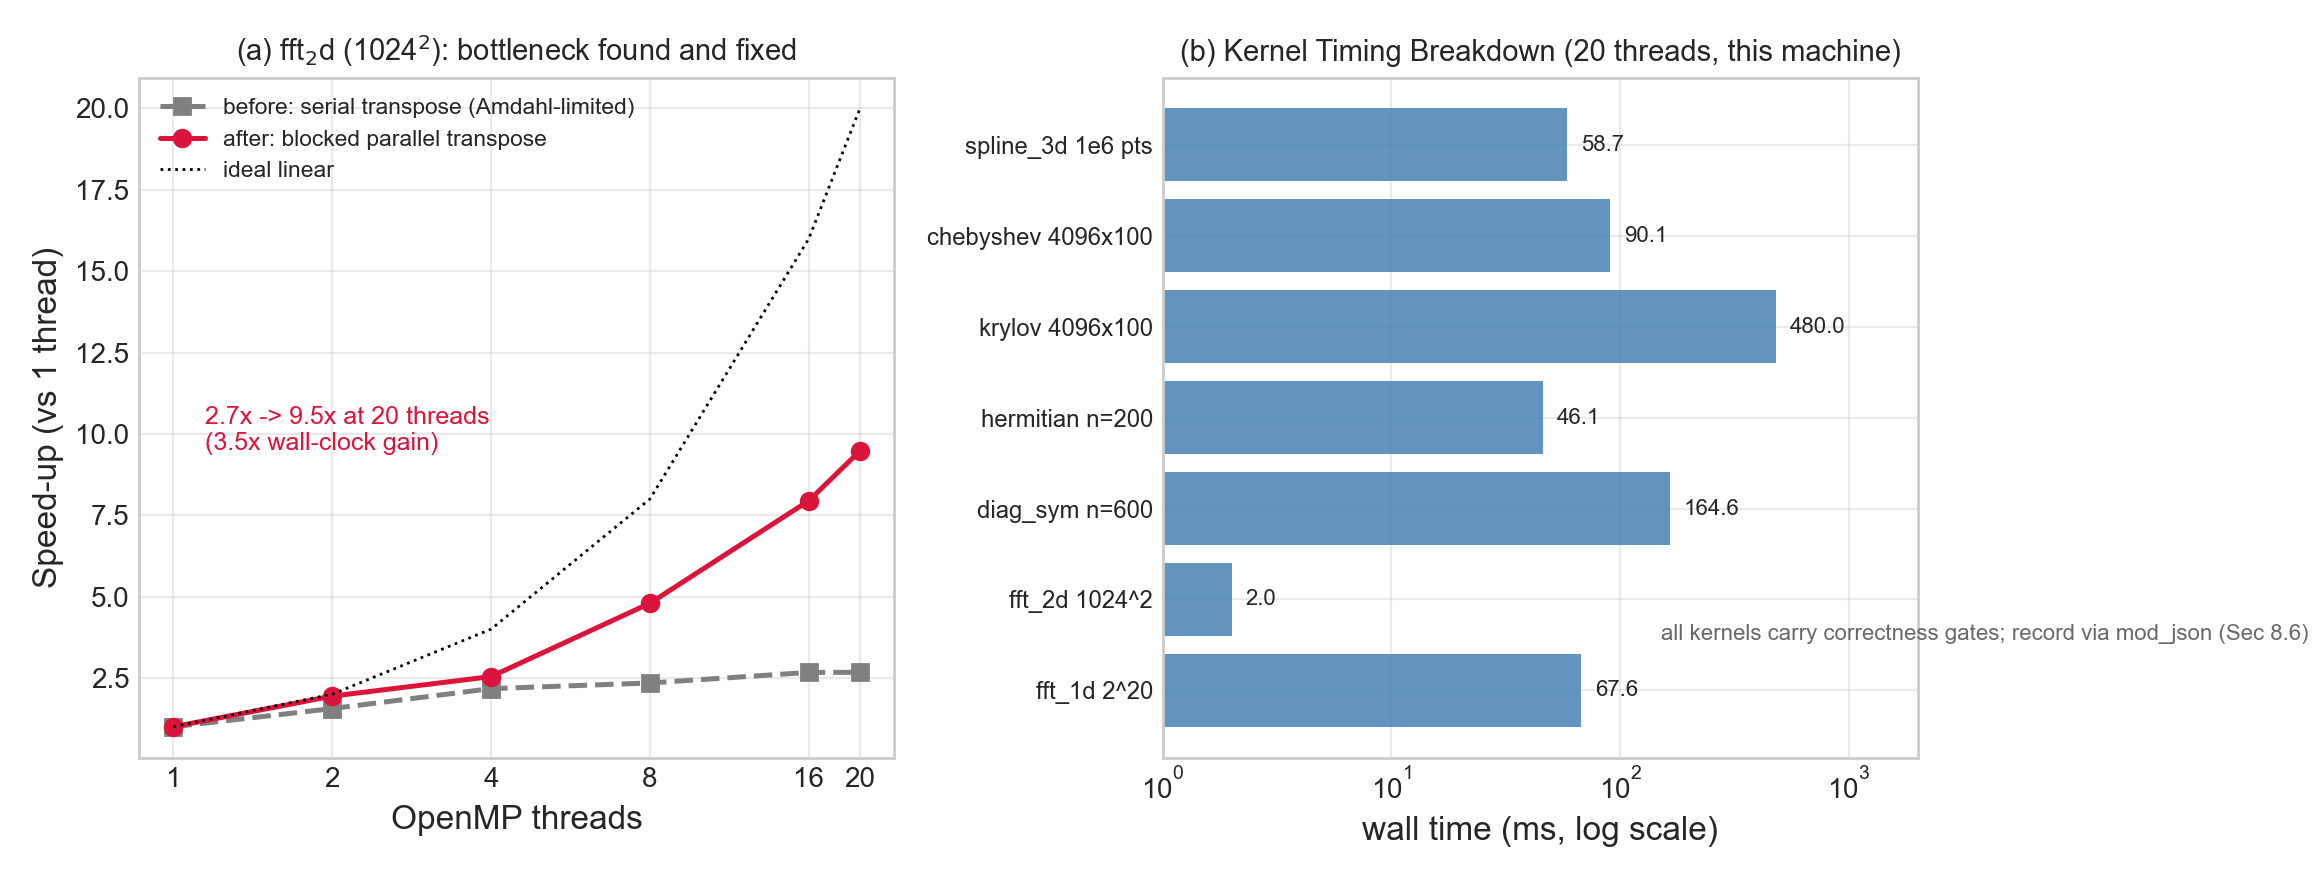 (a) fft₂d (1024²): bottleneck found and fixed
before: serial transpose (Amdahl-limited)
after: blocked parallel transpose
ideal linear
20.0
17.5
15.0
12.5
10.0
7.5
5.0
2.5
Speed-up (vs 1 thread)
2.7x -> 9.5x at 20 threads
(3.5x wall-clock gain)
1 2 4 8 16 20
OpenMP threads
(b) Kernel Timing Breakdown (20 threads, this machine)
spline_3d 1e6 pts 58.7
chebyshev 4096x100 90.1
krylov 4096x100 480.0
hermitian n=200 46.1
diag_sym n=600 164.6
fft_2d 1024^2 2.0
all kernels carry correctness gates; record via mod_json (Sec 8.6)
fft_1d 2^20 67.6
10⁰ 10¹ 10² 10³
wall time (ms, log scale)